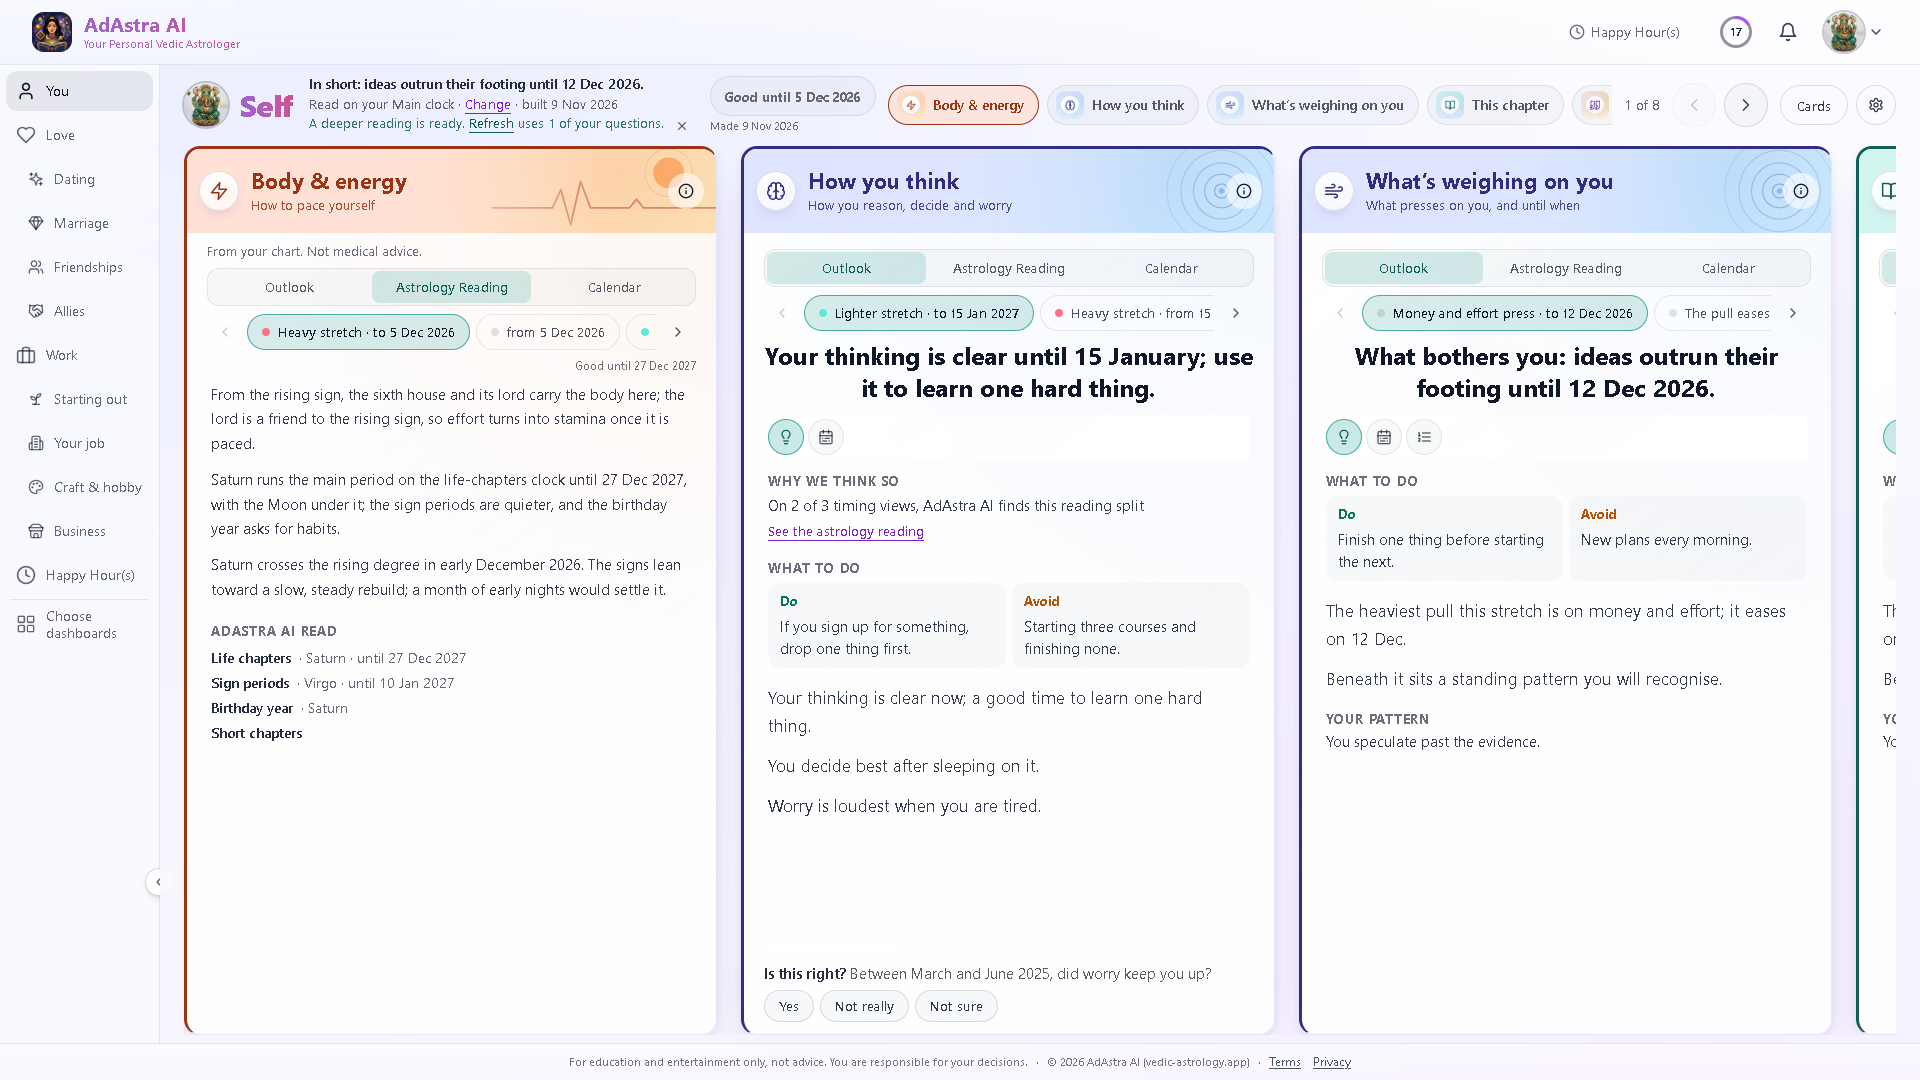 AdAstra AI
Your Personal Vedic Astrologer
Happy Hour(s)
17
You
Love
Dating
Marriage
Friendships
Allies
Work
Starting out
Your job
Craft & hobby
Business
Happy Hour(s)
Choose
dashboards
Self
In short: ideas outrun their footing until 12 Dec 2026.
Read on your Main clock · Change · built 9 Nov 2026
A deeper reading is ready. Refresh uses 1 of your questions.
Good until 5 Dec 2026
Made 9 Nov 2026
Body & energy
How you think
What's weighing on you
This chapter
1 of 8
Cards
Body & energy
How to pace yourself
From your chart. Not medical advice.
Outlook
Astrology Reading
Calendar
Heavy stretch · to 5 Dec 2026
from 5 Dec 2026
Good until 27 Dec 2027
From the rising sign, the sixth house and its lord carry the body here; the
lord is a friend to the rising sign, so effort turns into stamina once it is
paced.
Saturn runs the main period on the life-chapters clock until 27 Dec 2027,
with the Moon under it; the sign periods are quieter, and the birthday
year asks for habits.
Saturn crosses the rising degree in early December 2026. The signs lean
toward a slow, steady rebuild; a month of early nights would settle it.
ADASTRA AI READ
Life chapters · Saturn · until 27 Dec 2027
Sign periods · Virgo · until 10 Jan 2027
Birthday year · Saturn
Short chapters
How you think
How you reason, decide and worry
Outlook
Astrology Reading
Calendar
Lighter stretch · to 15 Jan 2027
Heavy stretch · from 15
Your thinking is clear until 15 January; use
it to learn one hard thing.
WHY WE THINK SO
On 2 of 3 timing views, AdAstra AI finds this reading split
See the astrology reading
WHAT TO DO
Do
If you sign up for something,
drop one thing first.
Avoid
Starting three courses and
finishing none.
Your thinking is clear now; a good time to learn one hard
thing.
You decide best after sleeping on it.
Worry is loudest when you are tired.
Is this right? Between March and June 2025, did worry keep you up?
Yes
Not really
Not sure
What's weighing on you
What presses on you, and until when
Outlook
Astrology Reading
Calendar
Money and effort press · to 12 Dec 2026
The pull eases
What bothers you: ideas outrun their
footing until 12 Dec 2026.
WHAT TO DO
Do
Finish one thing before starting
the next.
Avoid
New plans every morning.
The heaviest pull this stretch is on money and effort; it eases
on 12 Dec.
Beneath it sits a standing pattern you will recognise.
YOUR PATTERN
You speculate past the evidence.
For education and entertainment only, not advice. You are responsible for your decisions. · © 2026 AdAstra AI (vedic-astrology.app) · Terms Privacy